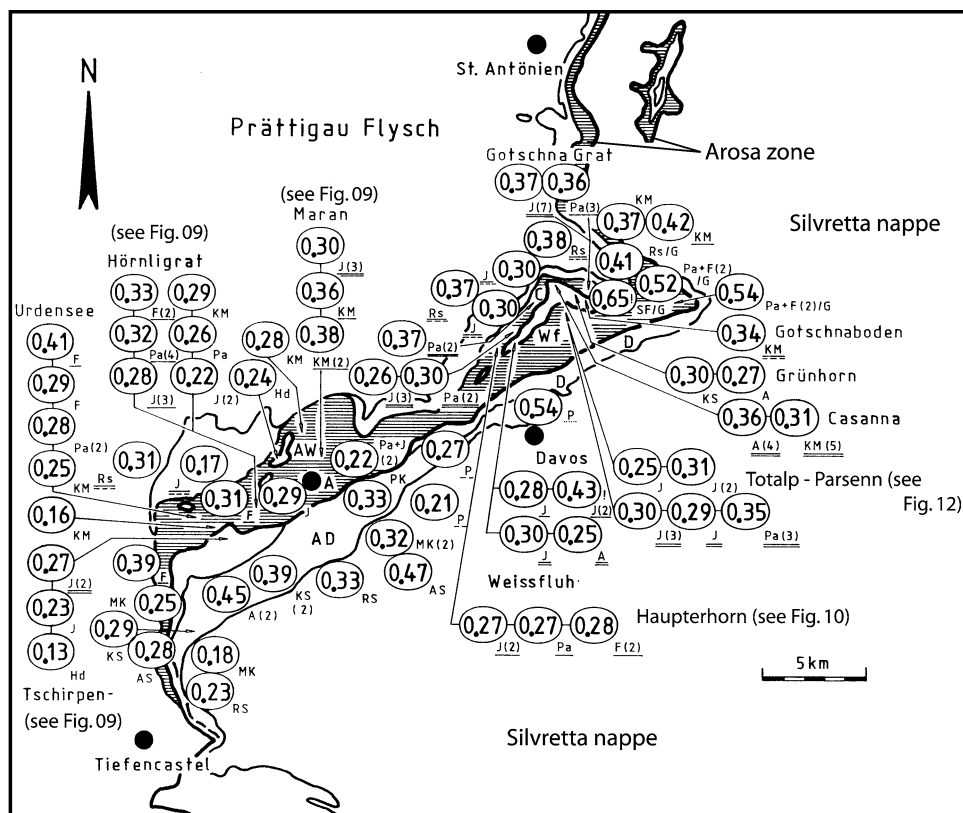 N
St. Antönien
Prättigau Flysch
Arosa zone
Gotschna Grat
0,37 0,36
J(7) Pa(3)
KM
0,37 0,42
KM
Silvretta nappe
(see Fig. 09)
Maran
0,30
J(3)
0,36
KM
0,38
KM(2)
(see Fig. 09)
Hörnligrat
0,33 0,29
F(2) KM
0,32 0,26
Pa(4) Pa
0,28 0,22
J(3) J(2)
0,38
Rs
0,41
Rs/G
0,52
Pa+F(2)
/G
0,65!
SF/G
0,54
Pa+F(2)/G
0,30
J
0,30
J
0,37
Rs
C
Wf
D
D
0,34
Gotschnaboden
KM
0,30 0,27
Grünhorn
KS A
0,36 0,31
Casanna
A(4) KM(5)
0,25 0,31
J J(2)
Totalp - Parsenn (see
Fig. 12)
0,30 0,29 0,35
J(3) J Pa(3)
Urdensee
0,41
F
0,29
F
0,28
Pa(2)
0,25
KM
0,16
KM
0,28
KM
0,24
Hd
0,37
Pa(2)
0,26 0,30
J(3) Pa(2)
0,54
P
Davos
0,28 0,43!
J J(2)
0,30 0,25
J A
Weissfluh
0,27 0,27 0,28
J(2) Pa F(2)
Haupterhorn (see Fig. 10)
0,31
Rs
0,17
J
0,31
F
0,29
J
AW
A
0,22
Pa+J
(2)
0,27
P
0,33
PK
0,21
P
AD
0,32
MK(2)
0,47
AS
0,33
RS
0,39
KS
(2)
0,45
A(2)
0,27
J(2)
0,23
J
0,13
Hd
Tschirpen-
(see Fig. 09)
0,39
F
0,25
MK
0,29
KS
0,28
AS
0,18
MK
0,23
RS
5km
Silvretta nappe
Tiefencastel